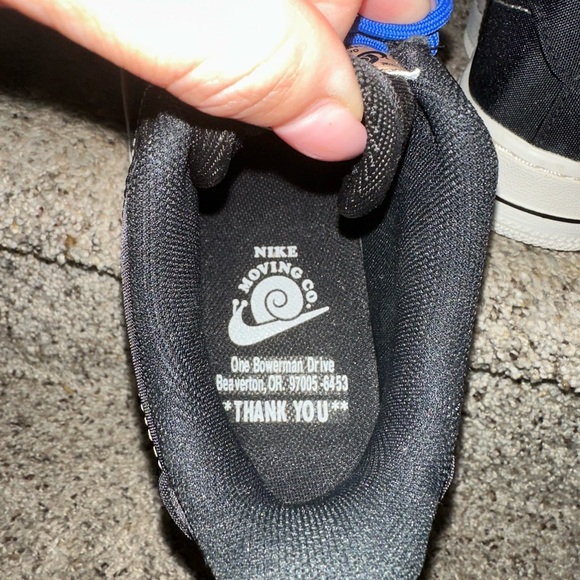 NIKE
MOVING CO.
One Bowerman Drive
Beaverton, OR. 97005-6453
*THANK YOU**